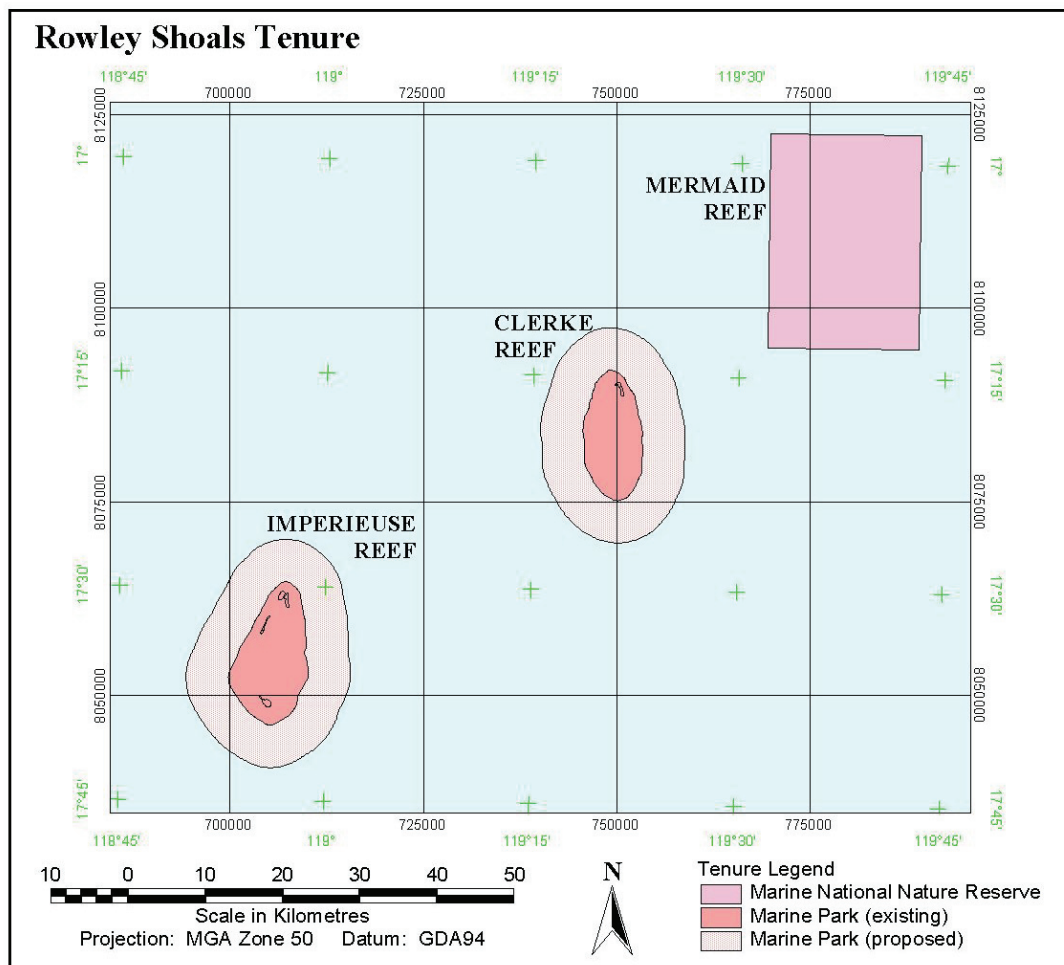 Rowley Shoals Tenure
118°45' 119° 119°15' 119°30' 119°45'
700000 725000 750000 775000
8125000 8125000
17° 17°
MERMAID
REEF
8100000 8100000
CLERKE
REEF
17°15' 17°15'
8075000 8075000
IMPERIEUSE
REEF
17°30' 17°30'
8050000 8050000
17°45' 17°45'
700000 725000 750000 775000
118°45' 119° 119°15' 119°30' 119°45'
10 0 10 20 30 40 50
Scale in Kilometres
Projection: MGA Zone 50 Datum: GDA94
N
Tenure Legend
Marine National Nature Reserve
Marine Park (existing)
Marine Park (proposed)